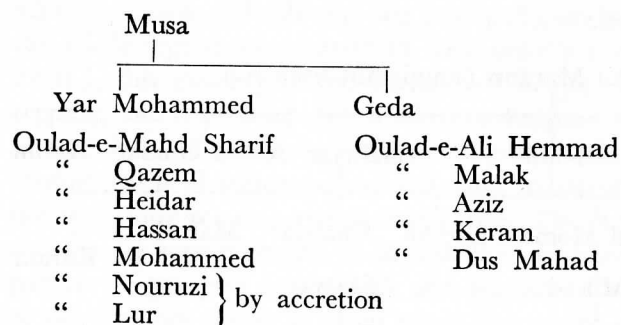 Musa
Yar Mohammed Geda
Oulad-e-Mahd Sharif Oulad-e-Ali Hemmad
“ Qazem “ Malak
“ Heidar “ Aziz
“ Hassan “ Keram
“ Mohammed “ Dus Mahad
“ Nouruzi } by accretion
“ Lur